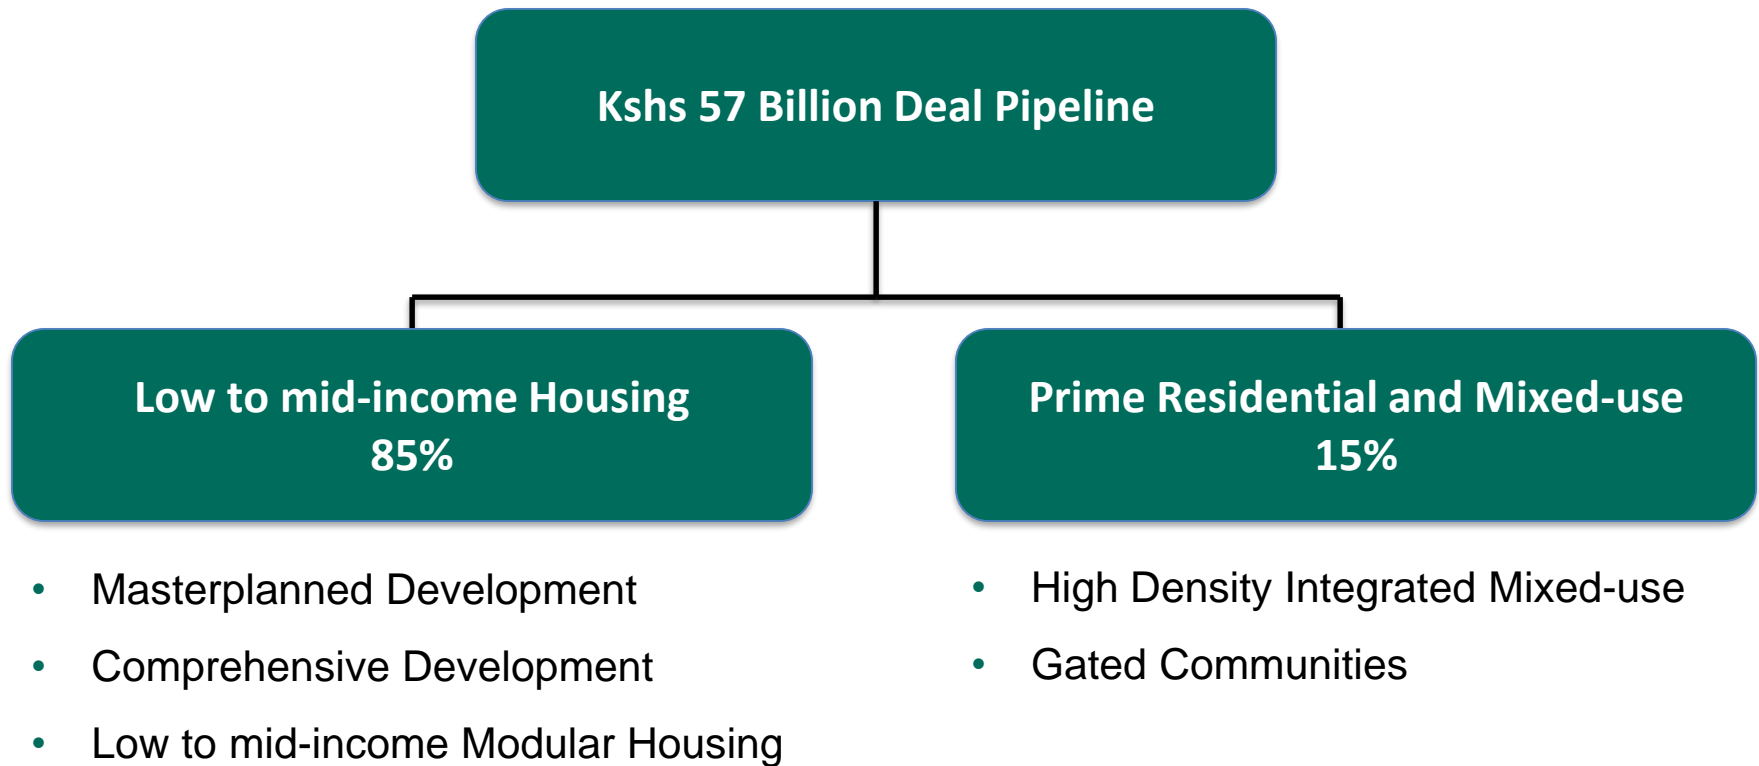 Kshs 57 Billion Deal Pipeline
Low to mid-income Housing
85%
• Masterplanned Development
• Comprehensive Development
• Low to mid-income Modular Housing
Prime Residential and Mixed-use
15%
• High Density Integrated Mixed-use
• Gated Communities